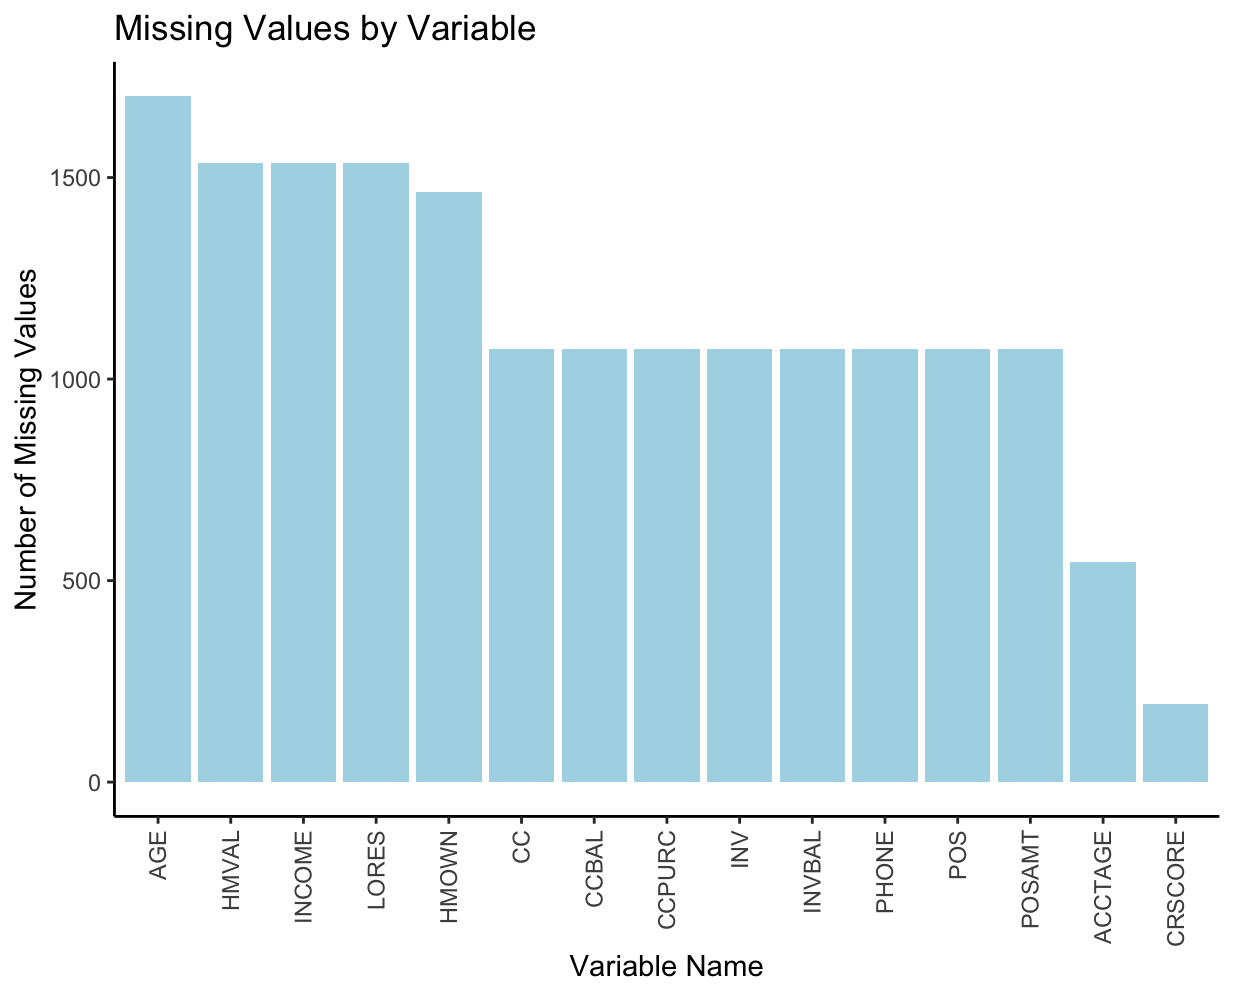 Missing Values by Variable
Number of Missing Values
1500
1000
500
0
AGE
HMVAL
INCOME
LORES
HMOWN
CC
CCBAL
CCPURC
INV
INVBAL
PHONE
POS
POSAMT
ACCTAGE
CRSCORE
Variable Name